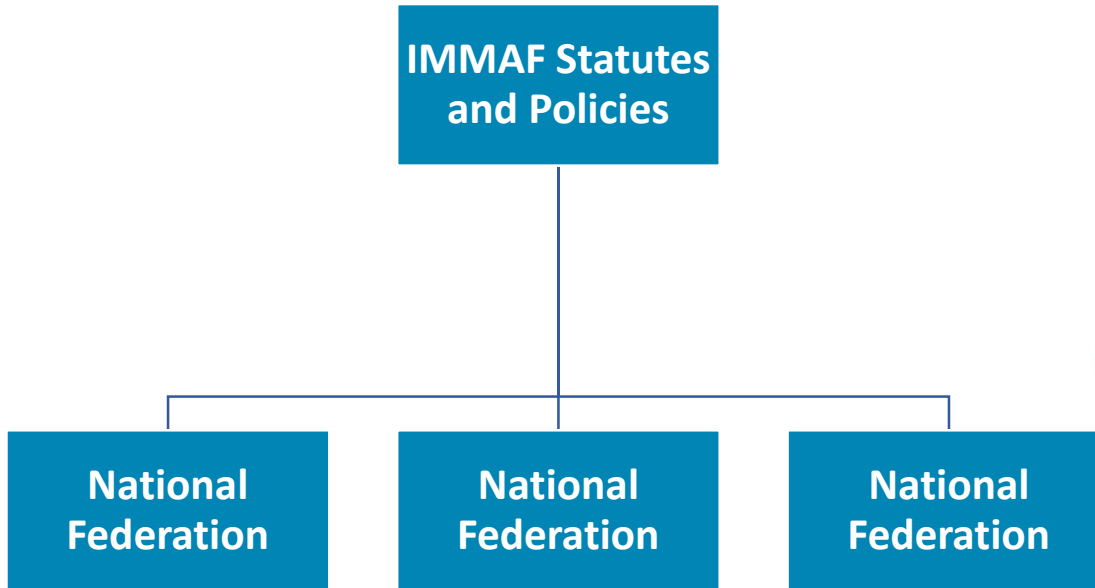 IMMAF Statutes
and Policies
National
Federation
National
Federation
National
Federation